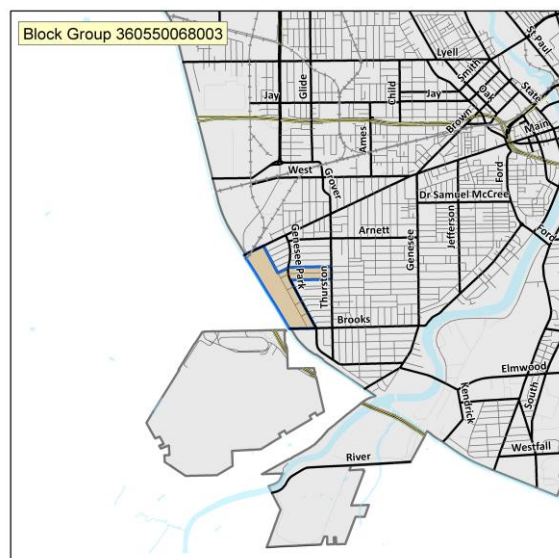 Block Group 360550068003
St Paul
Lyell
Smith
State
Glide
Child
Oak
Jay
Jay
Brown
Main
Ames
West
Grover
Ford
Dr Samuel McCree
Genesee Park
Arnett
Genesee
Jefferson
Ford
Thurston
Brooks
Elmwood
Kendrick
South
Westfall
River